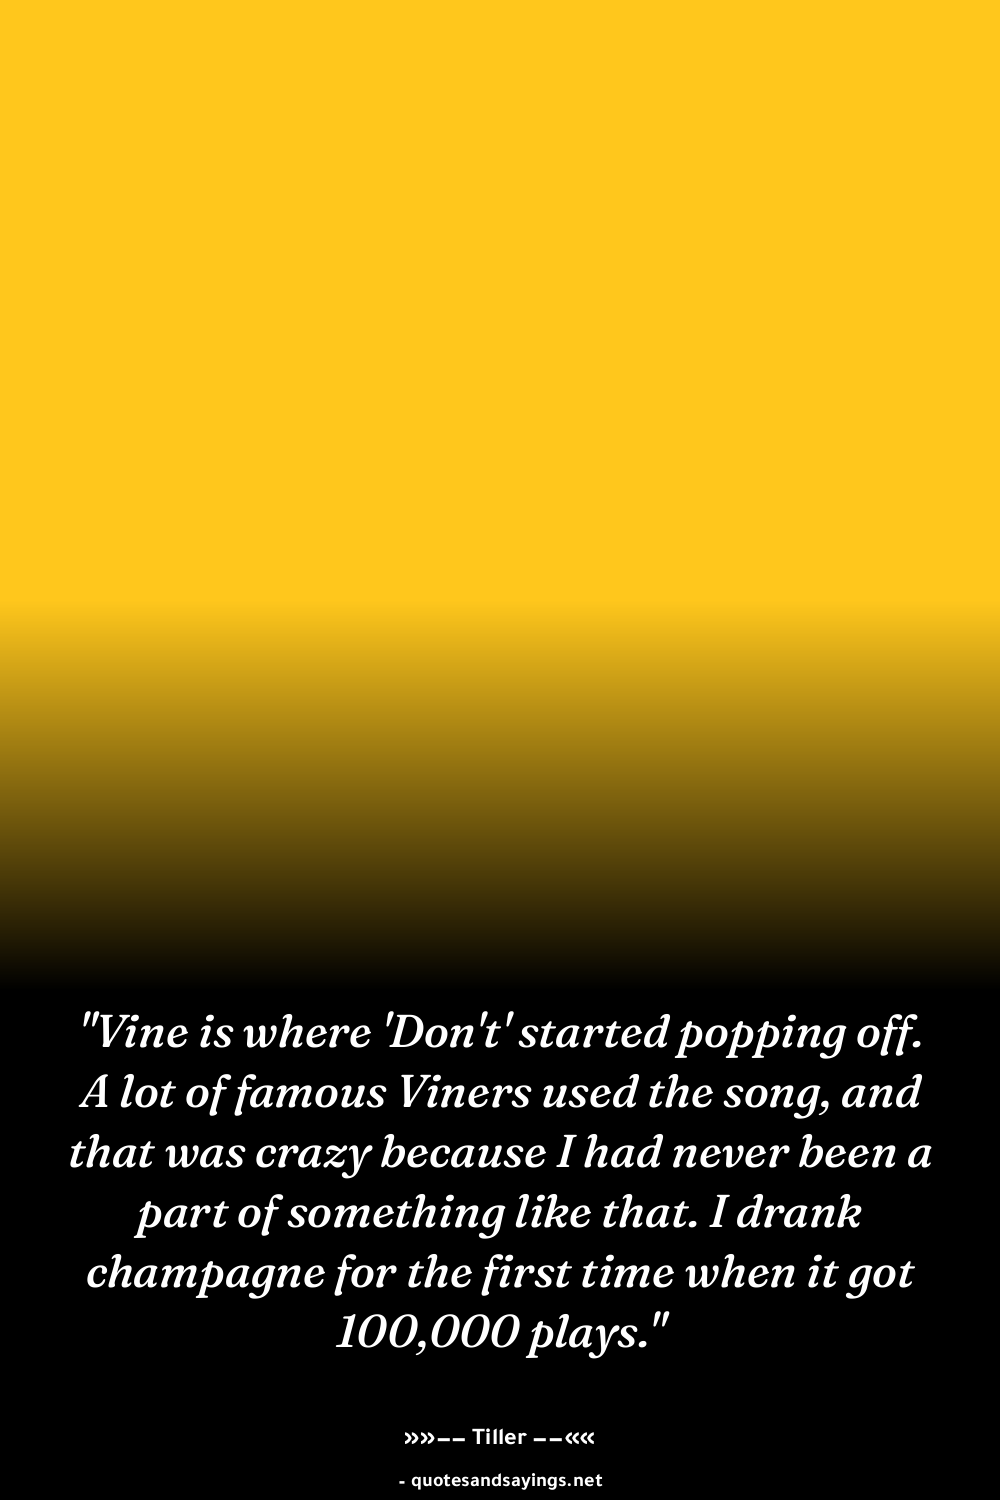 "Vine is where 'Don't' started popping off.
A lot of famous Viners used the song, and
that was crazy because I had never been a
part of something like that. I drank
champagne for the first time when it got
100,000 plays."
»»–– Tiller ––««
- quotesandsayings.net